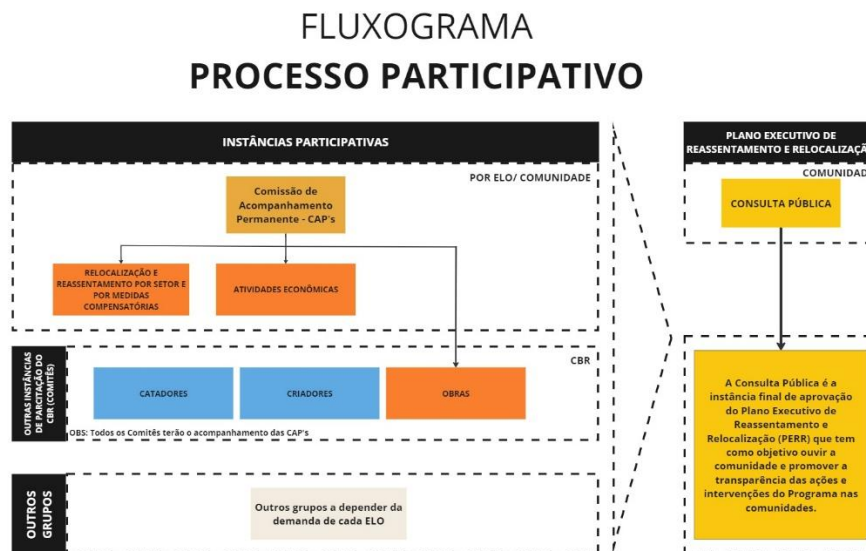 FLUXOGRAMA
PROCESSO PARTICIPATIVO
INSTÂNCIAS PARTICIPATIVAS
POR ELO/ COMUNIDADE
Comissão de
Acompanhamento
Permanente - CAP's
RELOCALIZAÇÃO E
REASSENTAMENTO POR SETOR E
POR MEDIDAS
COMPENSATÓRIAS
ATIVIDADES ECONÔMICAS
OUTRAS INSTÂNCIAS
DE PARCITAÇÃO DO
CBR (COMITÊS)
CBR
CATADORES
CRIADORES
OBRAS
OBS: Todos os Comitês terão o acompanhamento das CAP's
OUTROS
GRUPOS
Outros grupos a depender da
demanda de cada ELO
PLANO EXECUTIVO DE
REASSENTAMENTO E RELOCALIZAÇÃ
COMUNIDAD
CONSULTA PÚBLICA
A Consulta Pública é a
instância final de aprovação
do Plano Executivo de
Reassentamento e
Relocalização (PERR) que tem
como objetivo ouvir a
comunidade e promover a
transparência das ações e
intervenções do Programa nas
comunidades.